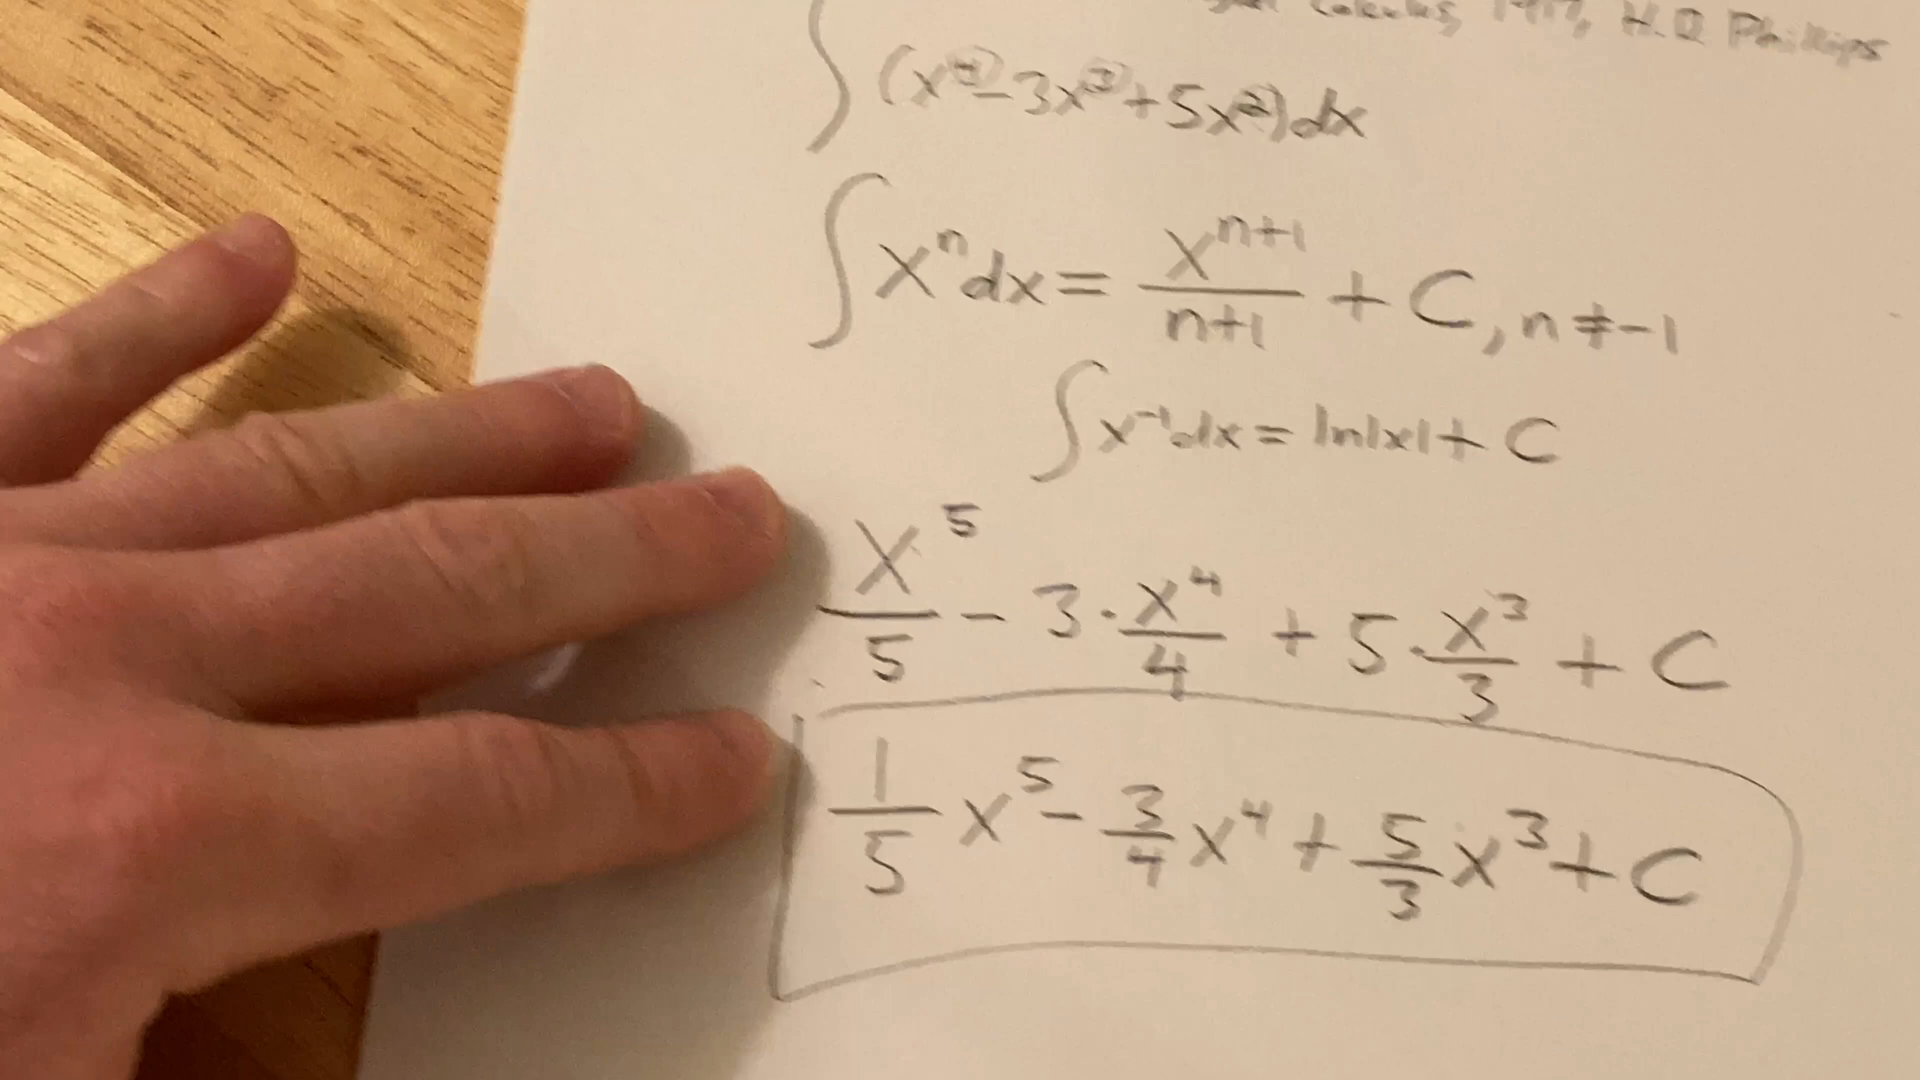 Calculus, 1917, H.B Phillips
∫(x⁴-3x³+5x²)dx
∫xⁿdx = xⁿ⁺¹/n+1 + C, n≠-1
∫x⁻¹dx = ln|x|+C
x⁵/5 - 3·x⁴/4 + 5·x³/3 + C
1/5 x⁵ - 3/4 x⁴ + 5/3 x³ + C